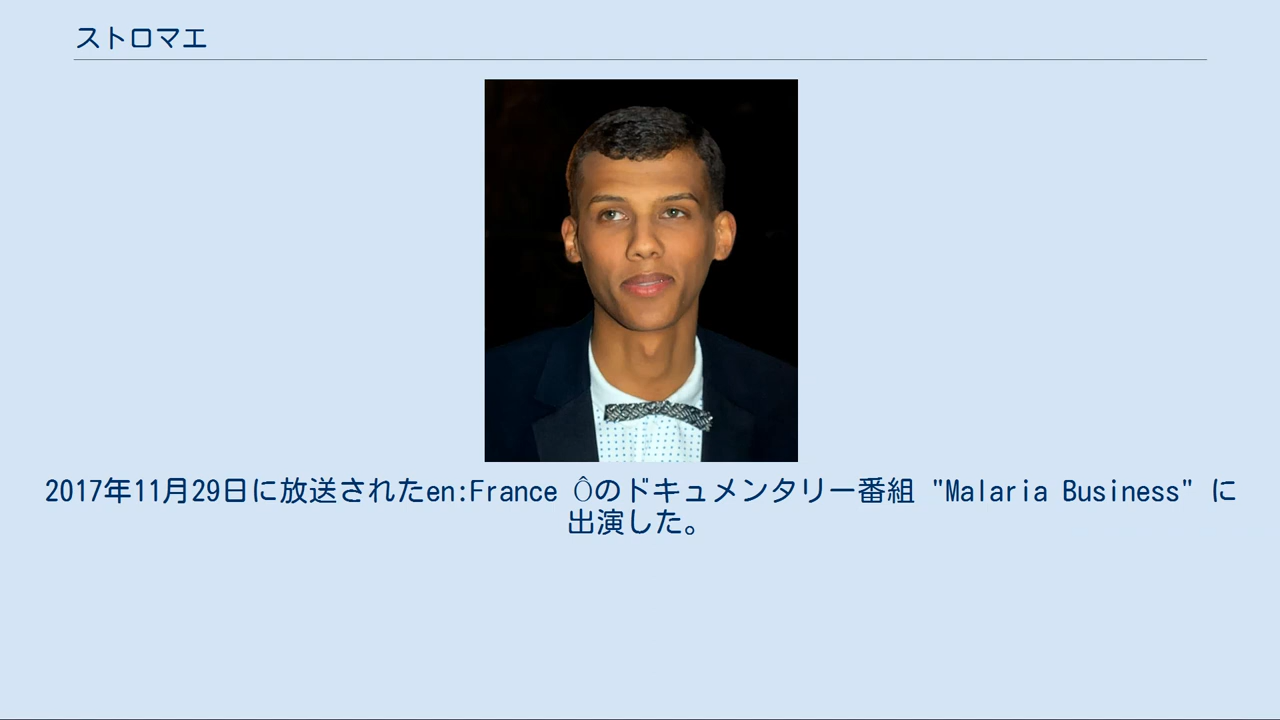 ストロマエ
2017年11月29日に放送されたen:France Ôのドキュメンタリー番組 "Malaria Business" に
出演した。